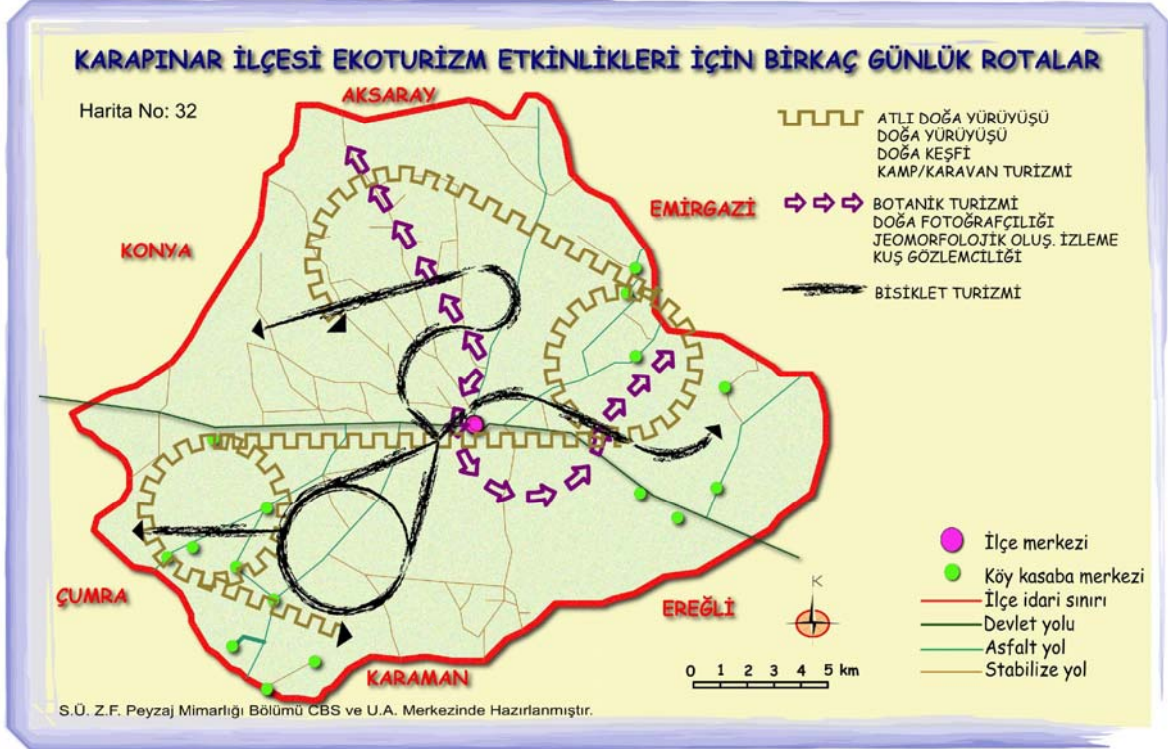 KARAPINAR İLÇESİ EKOTURİZM ETKİNLİKLERİ İÇİN BİRKAÇ GÜNLÜK ROTALAR
Harita No: 32
AKSARAY
ATLI DOĞA YÜRÜYÜŞÜ
DOĞA YÜRÜYÜŞÜ
DOĞA KEŞFİ
KAMP/KARAVAN TURİZMİ
EMİRGAZİ
BOTANİK TURİZMİ
DOĞA FOTOĞRAFÇILIĞI
JEOMORFOLOJİK OLUŞ. İZLEME
KUŞ GÖZLEMCİLİĞİ
KONYA
BİSİKLET TURİZMİ
İlçe merkezi
Köy kasaba merkezi
K
ÇUMRA
EREĞLİ
İlçe idari sınırı
Devlet yolu
Asfalt yol
Stabilize yol
0 1 2 3 4 5 km
KARAMAN
S.Ü. Z.F. Peyzaj Mimarlığı Bölümü CBS ve U.A. Merkezinde Hazırlanmıştır.